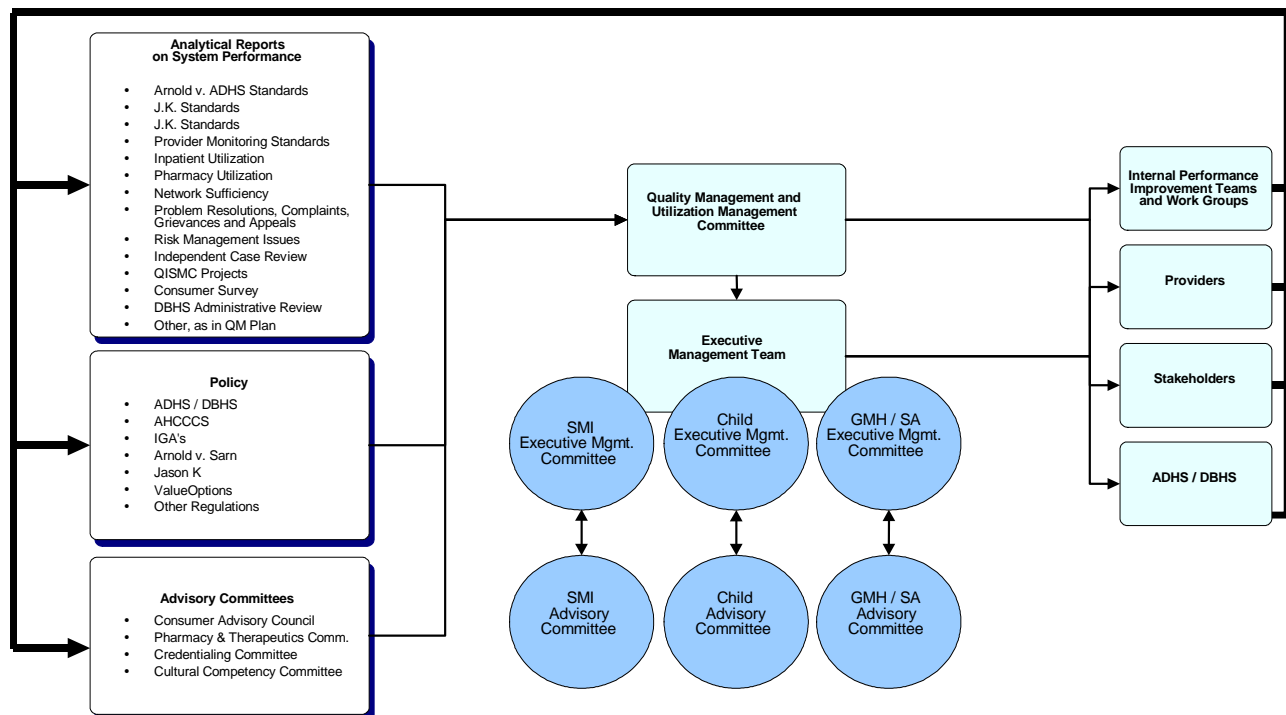 Analytical Reports
on System Performance
• Arnold v. ADHS Standards
• J.K. Standards
• J.K. Standards
• Provider Monitoring Standards
• Inpatient Utilization
• Pharmacy Utilization
• Network Sufficiency
• Problem Resolutions, Complaints,
Grievances and Appeals
• Risk Management Issues
• Independent Case Review
• QISMC Projects
• Consumer Survey
• DBHS Administrative Review
• Other, as in QM Plan
Policy
• ADHS / DBHS
• AHCCCS
• IGA's
• Arnold v. Sarn
• Jason K
• ValueOptions
• Other Regulations
Advisory Committees
• Consumer Advisory Council
• Pharmacy & Therapeutics Comm.
• Credentialing Committee
• Cultural Competency Committee
Quality Management and
Utilization Management
Committee
Executive
Management Team
SMI
Executive Mgmt.
Committee
Child
Executive Mgmt.
Committee
GMH / SA
Executive Mgmt.
Committee
SMI
Advisory
Committee
Child
Advisory
Committee
GMH / SA
Advisory
Committee
Internal Performance
Improvement Teams
and Work Groups
Providers
Stakeholders
ADHS / DBHS